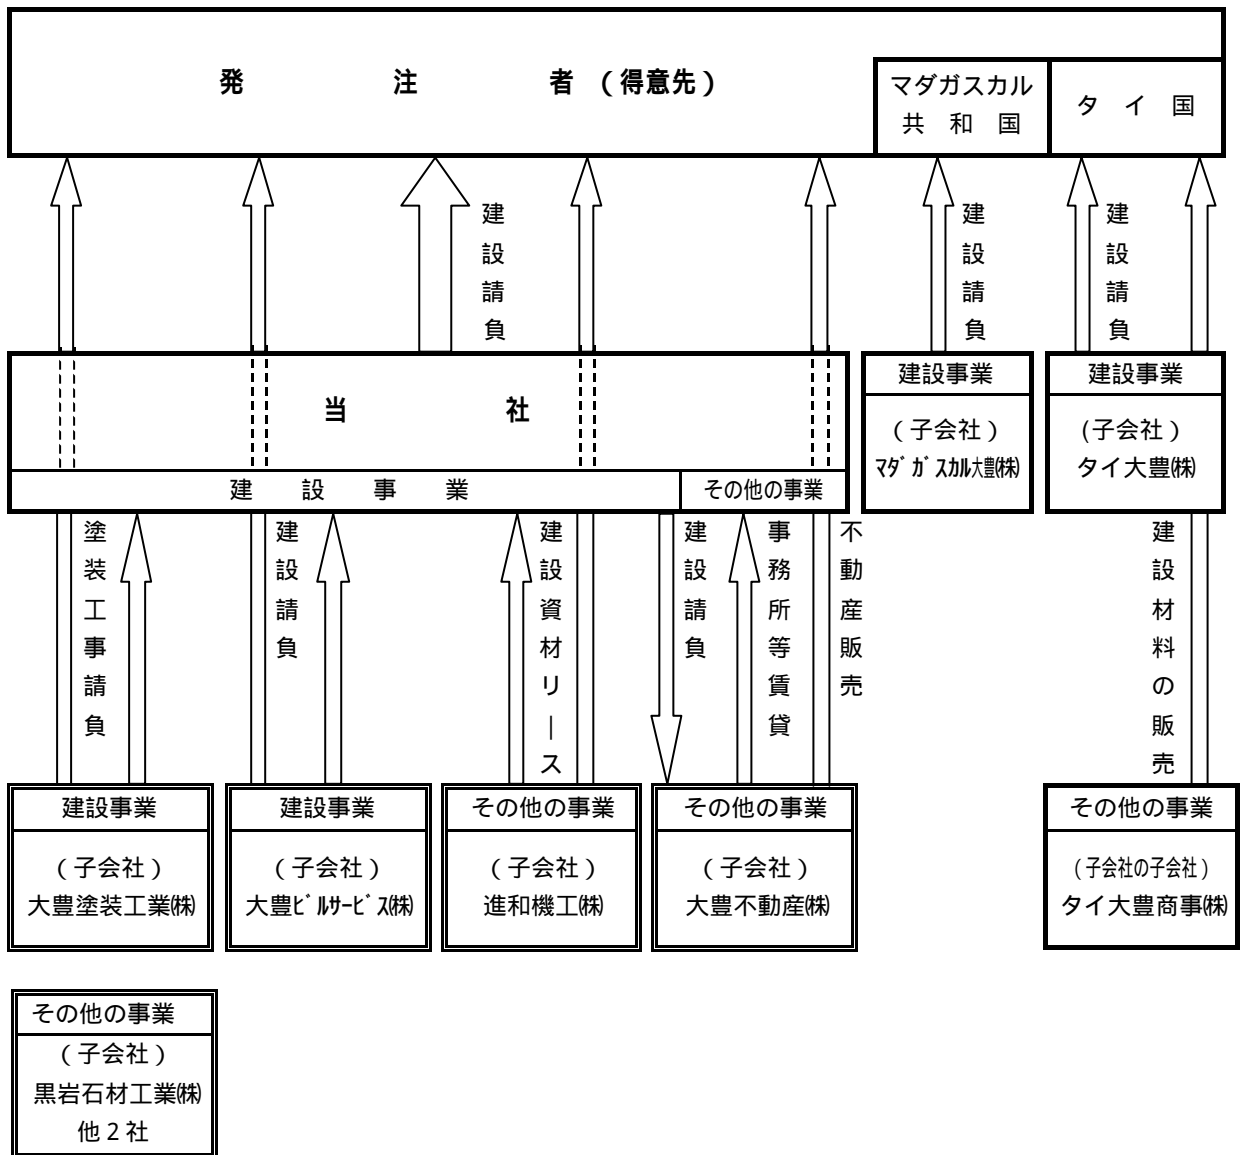 発 注 者 (得意先)
マダガスカル
共 和 国
タ イ 国
建設請負
建設請負
建設請負
当 社
建 設 事 業
その他の事業
建設事業
(子会社)
マダガスカル大豊㈱
建設事業
(子会社)
タイ大豊㈱
塗装工事請負
建設請負
建設資材リース
建設請負
事務所等賃貸
不動産販売
建設材料の販売
建設事業
(子会社)
大豊塗装工業㈱
建設事業
(子会社)
大豊ビルサービス㈱
その他の事業
(子会社)
進和機工㈱
その他の事業
(子会社)
大豊不動産㈱
その他の事業
(子会社の子会社)
タイ大豊商事㈱
その他の事業
(子会社)
黒岩石材工業㈱
他2社